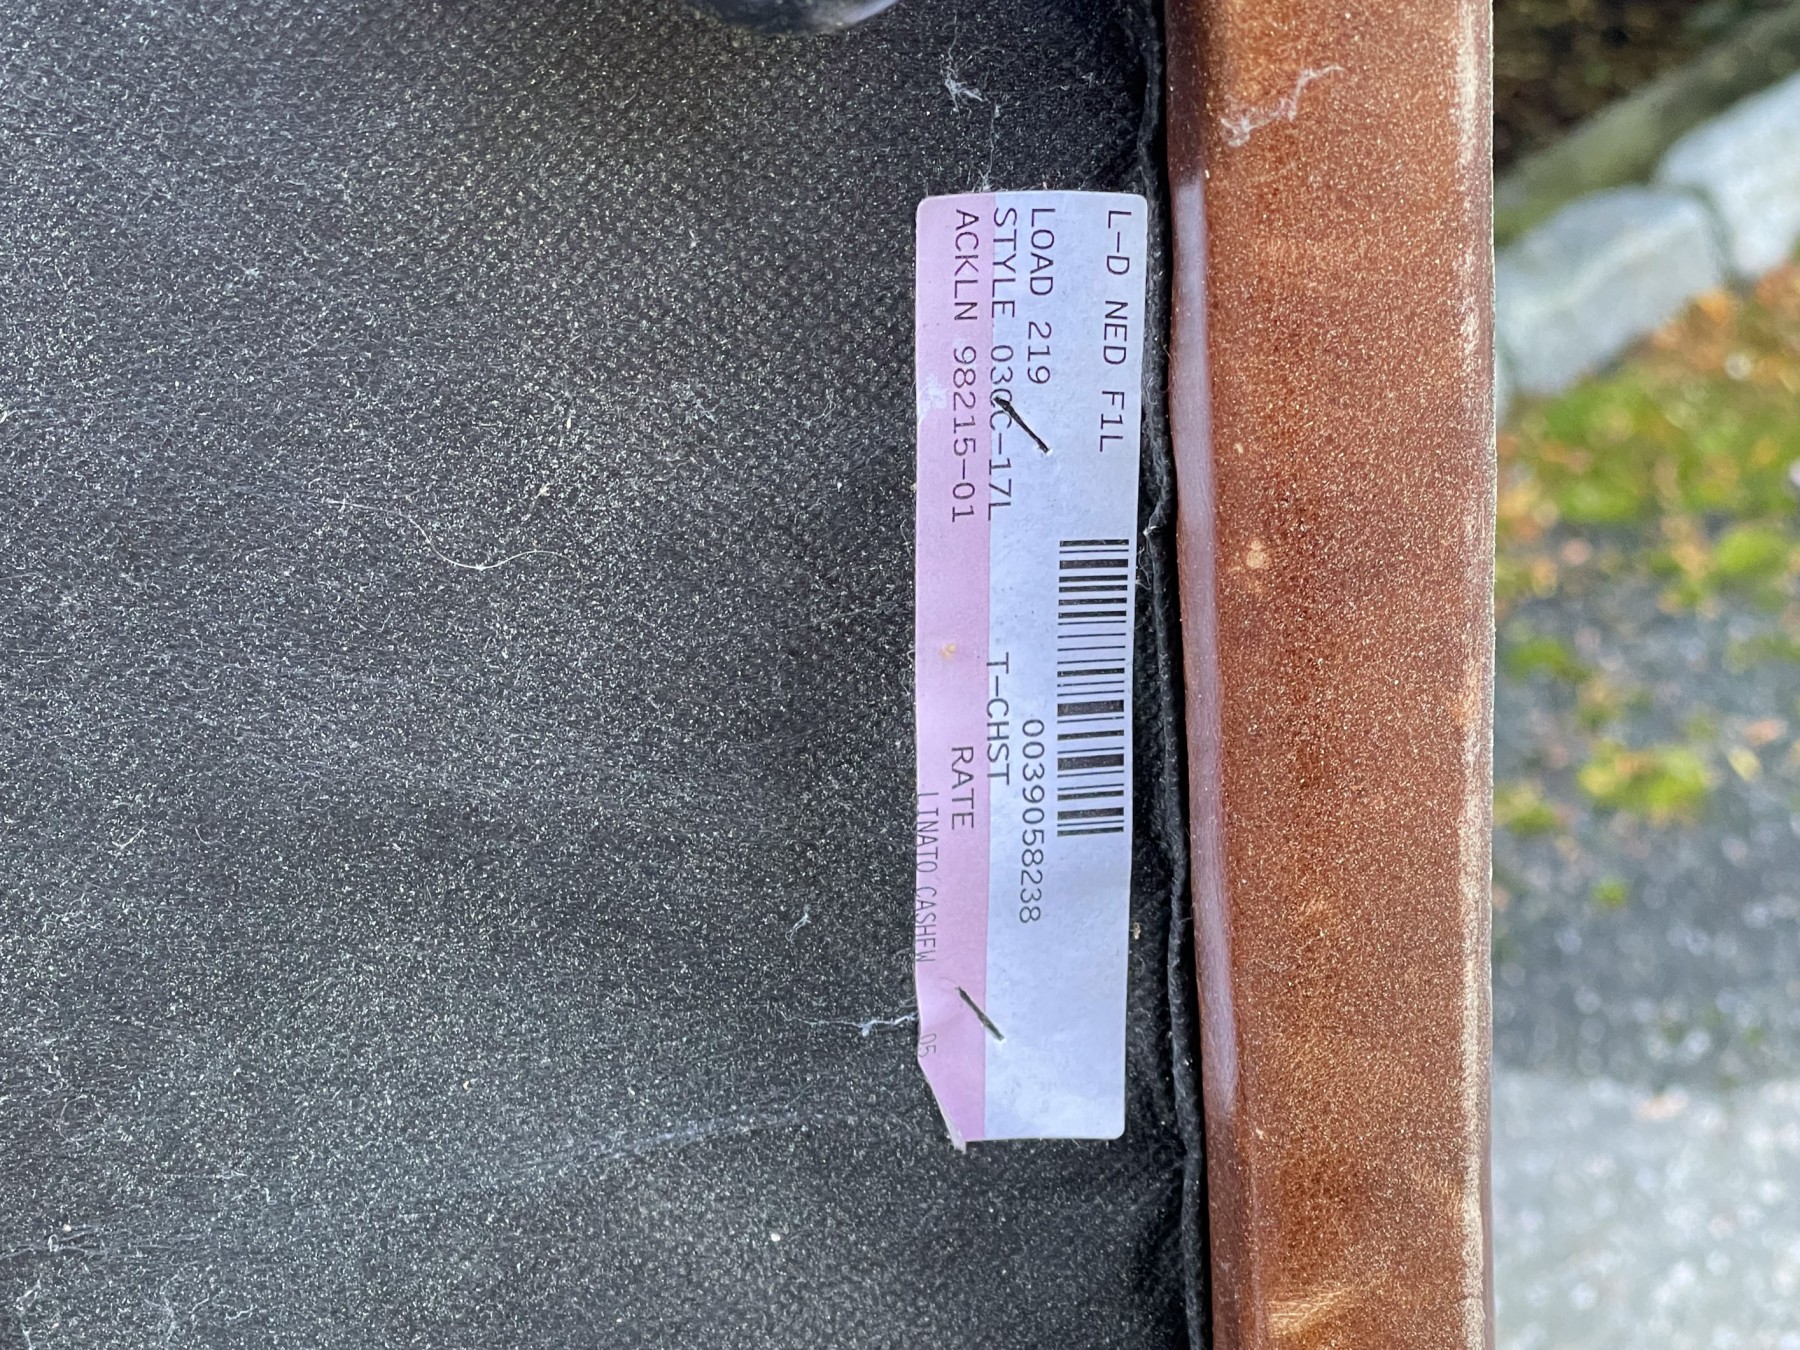 L-D NED F1L
LOAD 219
0039058238
STYLE 030C-17L T-CHST
ACKLN 98215-01 RATE
LINATO CASHEW 05